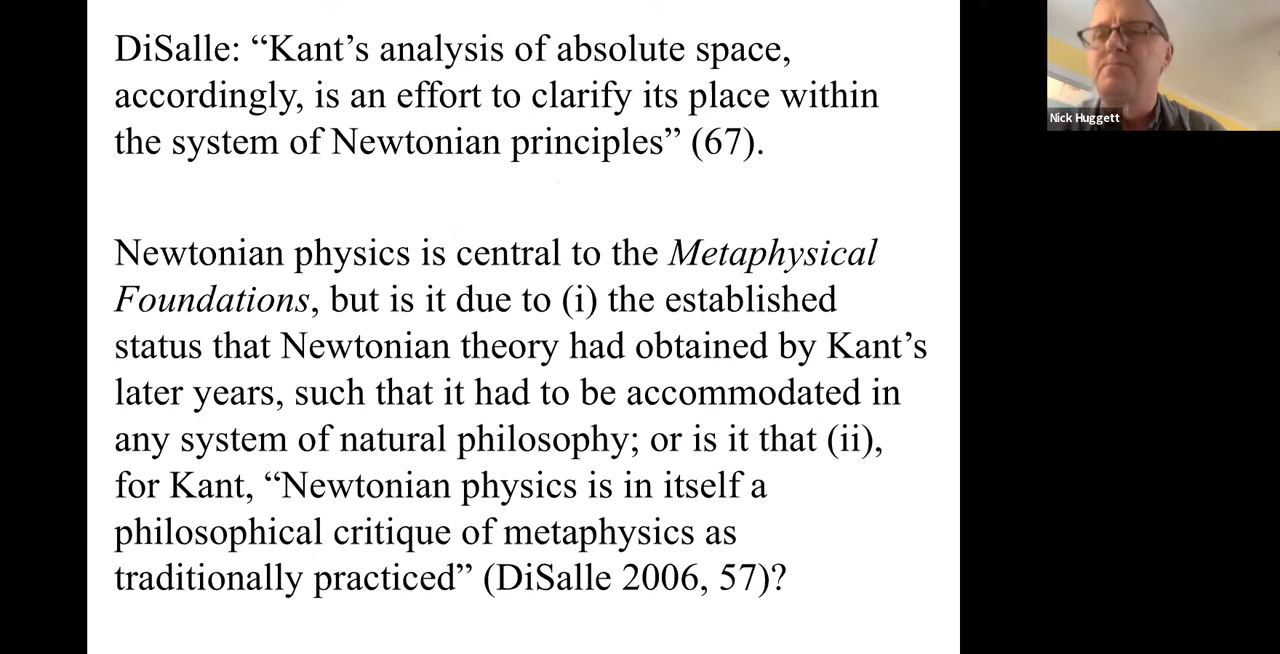 DiSalle: “Kant’s analysis of absolute space,
accordingly, is an effort to clarify its place within
the system of Newtonian principles” (67).
Newtonian physics is central to the Metaphysical
Foundations, but is it due to (i) the established
status that Newtonian theory had obtained by Kant’s
later years, such that it had to be accommodated in
any system of natural philosophy; or is it that (ii),
for Kant, “Newtonian physics is in itself a
philosophical critique of metaphysics as
traditionally practiced” (DiSalle 2006, 57)?
Nick Huggett